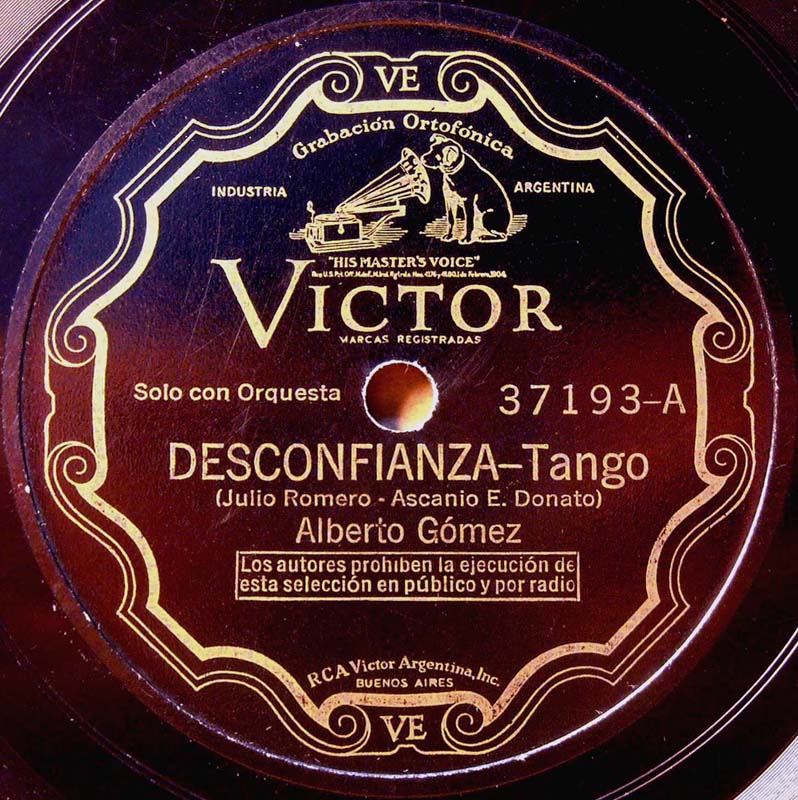 VE
Grabación Ortofónica
INDUSTRIA
ARGENTINA
"HIS MASTER'S VOICE"
VICTOR
MARCAS REGISTRADAS
Solo con Orquesta
37193-A
DESCONFIANZA-Tango
(Julio Romero - Ascanio E. Donato)
Alberto Gómez
Los autores prohiben la ejecución de
esta selección en público y por radio
RCA Victor Argentina, Inc.
BUENOS AIRES
VE